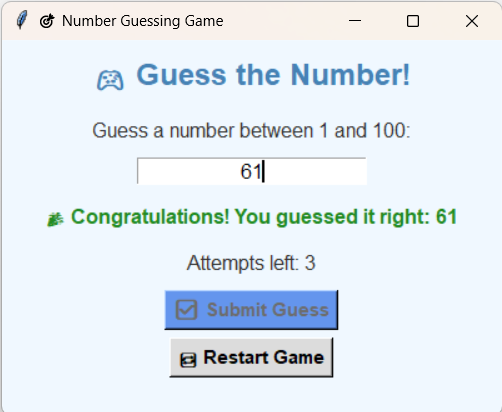 Number Guessing Game
Guess the Number!
Guess a number between 1 and 100:
61
Congratulations! You guessed it right: 61
Attempts left: 3
Submit Guess
Restart Game